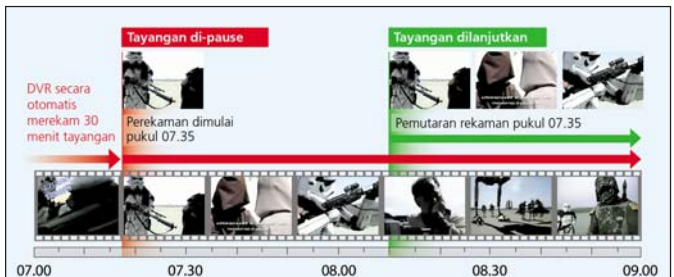 Tayangan di-pause
Tayangan dilanjutkan
DVR secara
otomatis
merekam 30
menit tayangan
Perekaman dimulai
pukul 07.35
Pemutaran rekaman pukul 07.35
07.00 07.30 08.00 08.30 09.00